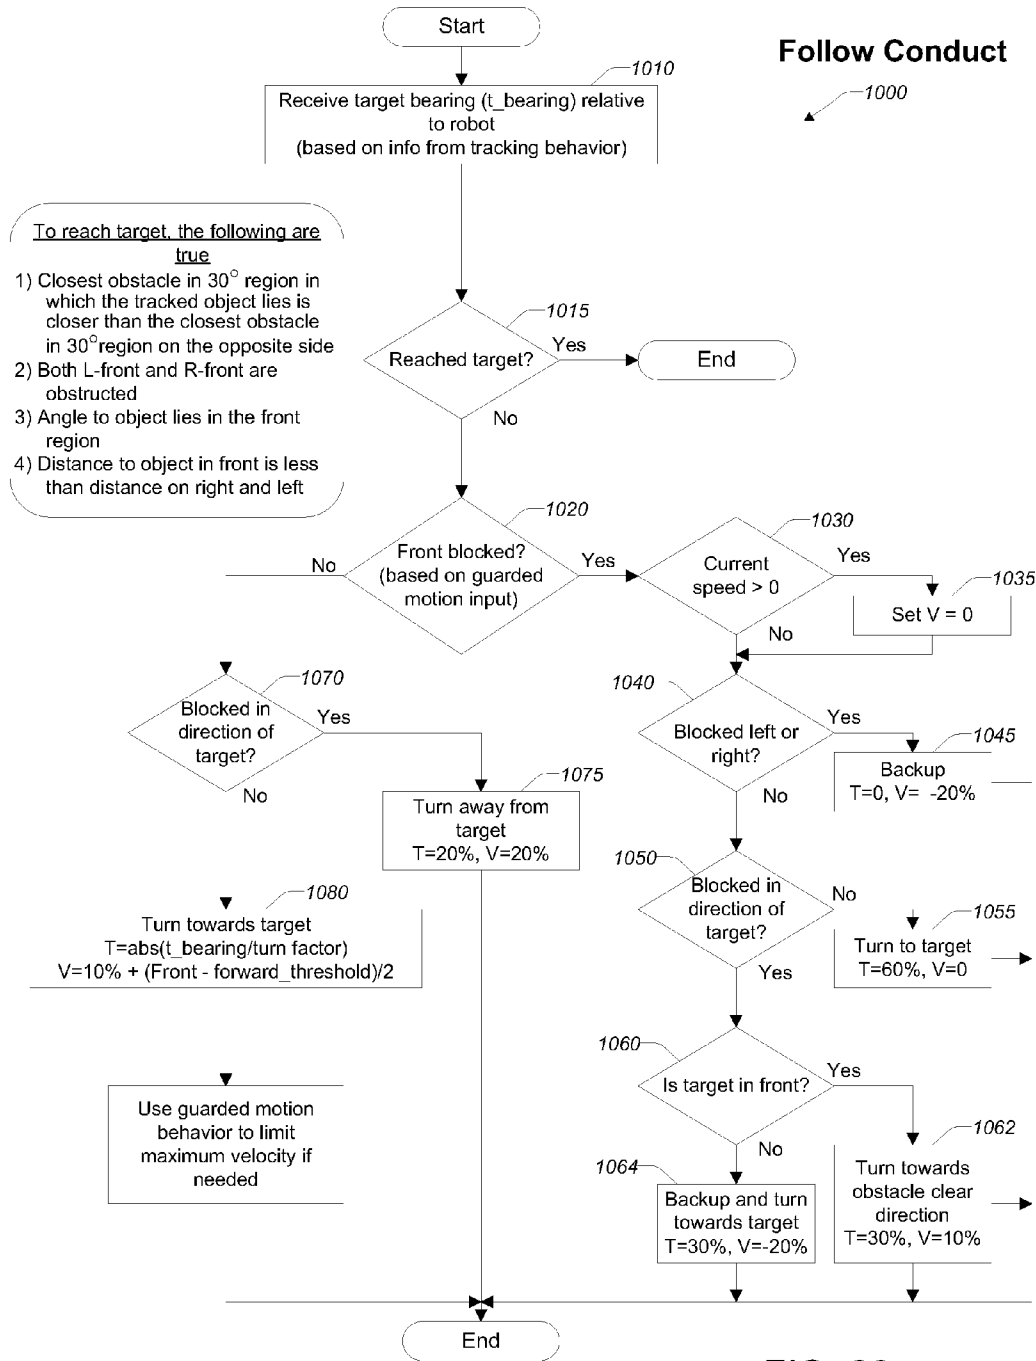 Start
Follow Conduct
1000
1010
Receive target bearing (t_bearing) relative
to robot
(based on info from tracking behavior)
To reach target, the following are
true
1) Closest obstacle in 30° region in
which the tracked object lies is
closer than the closest obstacle
in 30° region on the opposite side
2) Both L-front and R-front are
obstructed
3) Angle to object lies in the front
region
4) Distance to object in front is less
than distance on right and left
1015
Reached target?
Yes
End
No
1020
Front blocked?
(based on guarded
motion input)
No
Yes
1030
Current
speed > 0
Yes
1035
Set V = 0
No
1070
Blocked in
direction of
target?
Yes
No
1075
Turn away from
target
T=20%, V=20%
1040
Blocked left or
right?
Yes
1045
Backup
T=0, V= -20%
No
1050
Blocked in
direction of
target?
No
1055
Turn to target
T=60%, V=0
Yes
1080
Turn towards target
T=abs(t_bearing/turn factor)
V=10% + (Front - forward_threshold)/2
Use guarded motion
behavior to limit
maximum velocity if
needed
1060
Is target in front?
Yes
1062
Turn towards
obstacle clear
direction
T=30%, V=10%
No
1064
Backup and turn
towards target
T=30%, V=-20%
End